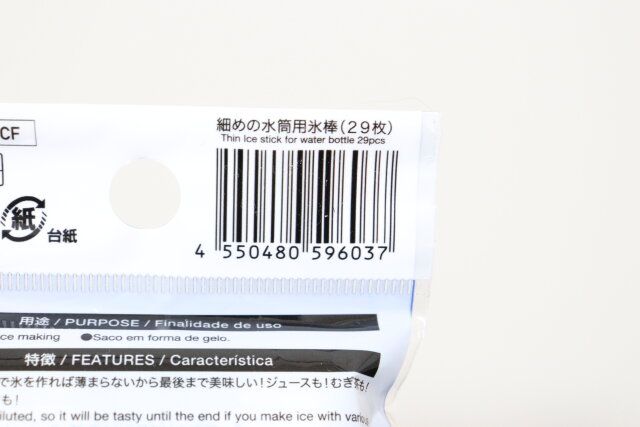 CF
細めの水筒用氷棒(29枚)
Thin Ice stick for water bottle 29pcs
紙 台紙
4 550480 596037
用途 / PURPOSE / Finalidade de uso
ce making ●Saco em forma de gelo.
特徴 / FEATURES / Característica
で氷を作れば薄まらないから最後まで美味しい!ジュースも!むぎ茶も!
も!
iluted, so it will be tasty until the end if you make ice with various